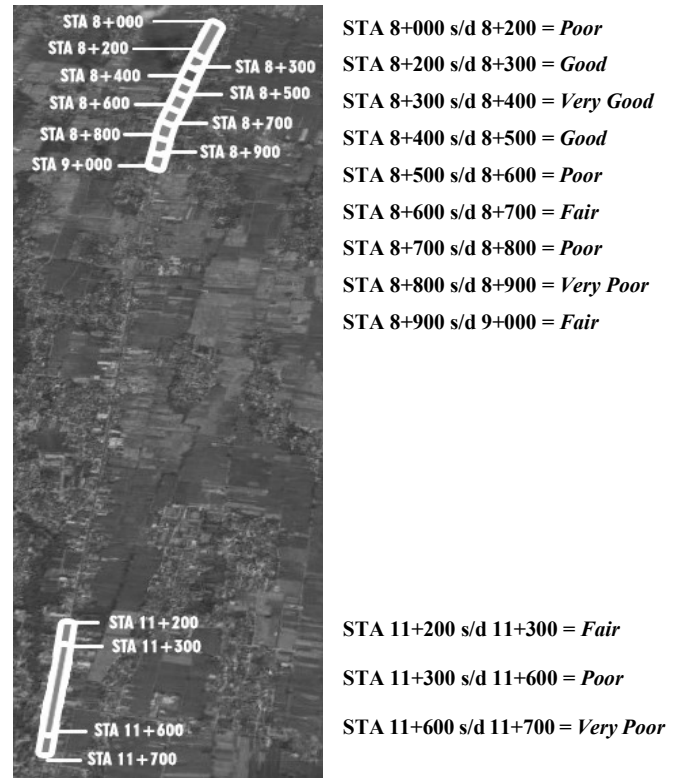 STA 8+000
STA 8+200
STA 8+300
STA 8+400
STA 8+500
STA 8+600
STA 8+700
STA 8+800
STA 8+900
STA 9+000
STA 11+200
STA 11+300
STA 11+600
STA 11+700
STA 8+000 s/d 8+200 = Poor
STA 8+200 s/d 8+300 = Good
STA 8+300 s/d 8+400 = Very Good
STA 8+400 s/d 8+500 = Good
STA 8+500 s/d 8+600 = Poor
STA 8+600 s/d 8+700 = Fair
STA 8+700 s/d 8+800 = Poor
STA 8+800 s/d 8+900 = Very Poor
STA 8+900 s/d 9+000 = Fair
STA 11+200 s/d 11+300 = Fair
STA 11+300 s/d 11+600 = Poor
STA 11+600 s/d 11+700 = Very Poor